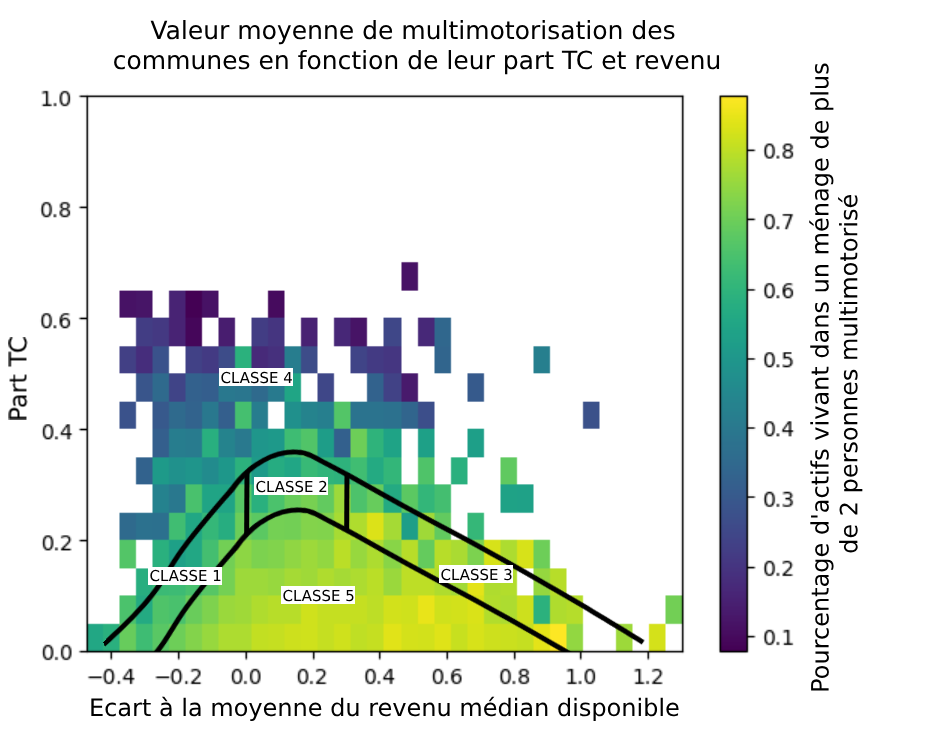 Valeur moyenne de multimotorisation des
communes en fonction de leur part TC et revenu
1.0
0.8
0.6
0.4
0.2
0.0
Part TC
CLASSE 4
CLASSE 2
CLASSE 1
CLASSE 3
CLASSE 5
−0.4
−0.2
0.0
0.2
0.4
0.6
0.8
1.0
1.2
Ecart à la moyenne du revenu médian disponible
0.8
0.7
0.6
0.5
0.4
0.3
0.2
0.1
Pourcentage d'actifs vivant dans un ménage de plus
de 2 personnes multimotorisé